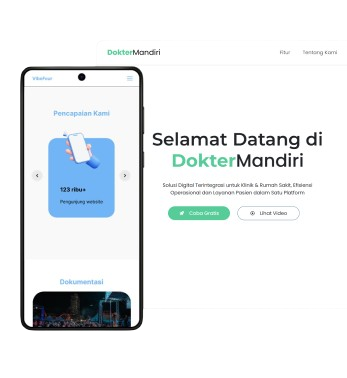 DokterMandiri
Fitur
Tentang Kami
VibeFest
Pencapaian Kami
123 ribu+
Pengunjung website
Dokumentasi
Selamat Datang di
DokterMandiri
Solusi Digital Terintegrasi untuk Klinik & Rumah Sakit, Efisiensi
Operasional dan Layanan Pasien dalam Satu Platform
Coba Gratis
Lihat Video